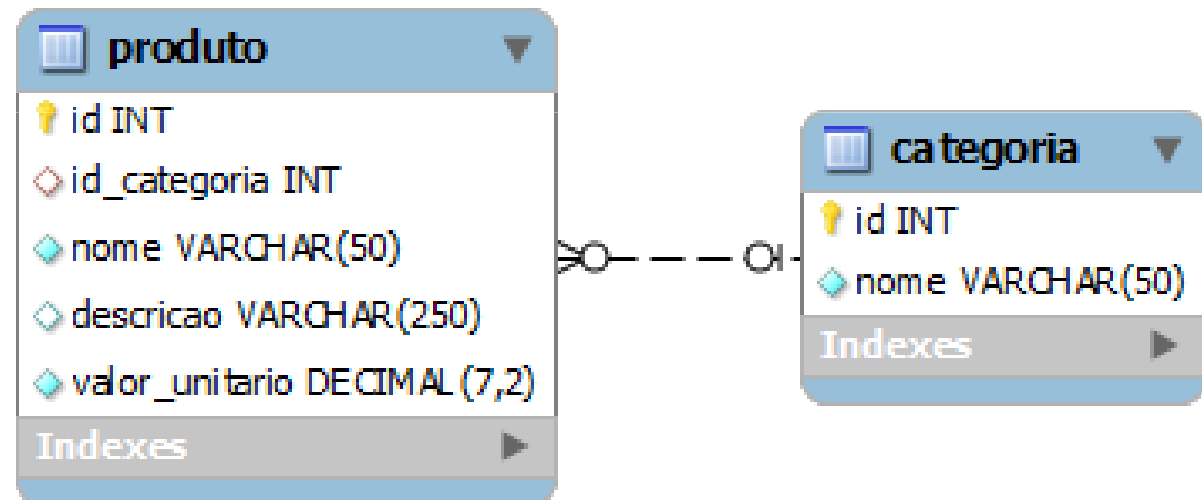 produto
id INT
id_categoria INT
nome VARCHAR(50)
descricao VARCHAR(250)
valor_unitario DECIMAL(7,2)
Indexes
categoria
id INT
nome VARCHAR(50)
Indexes